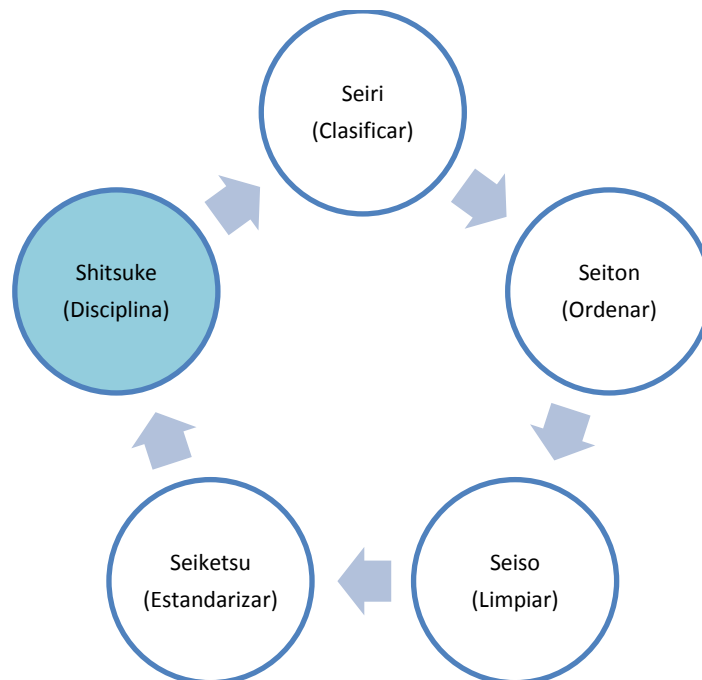 Seiri
(Clasificar)
Seiton
(Ordenar)
Seiso
(Limpiar)
Seiketsu
(Estandarizar)
Shitsuke
(Disciplina)